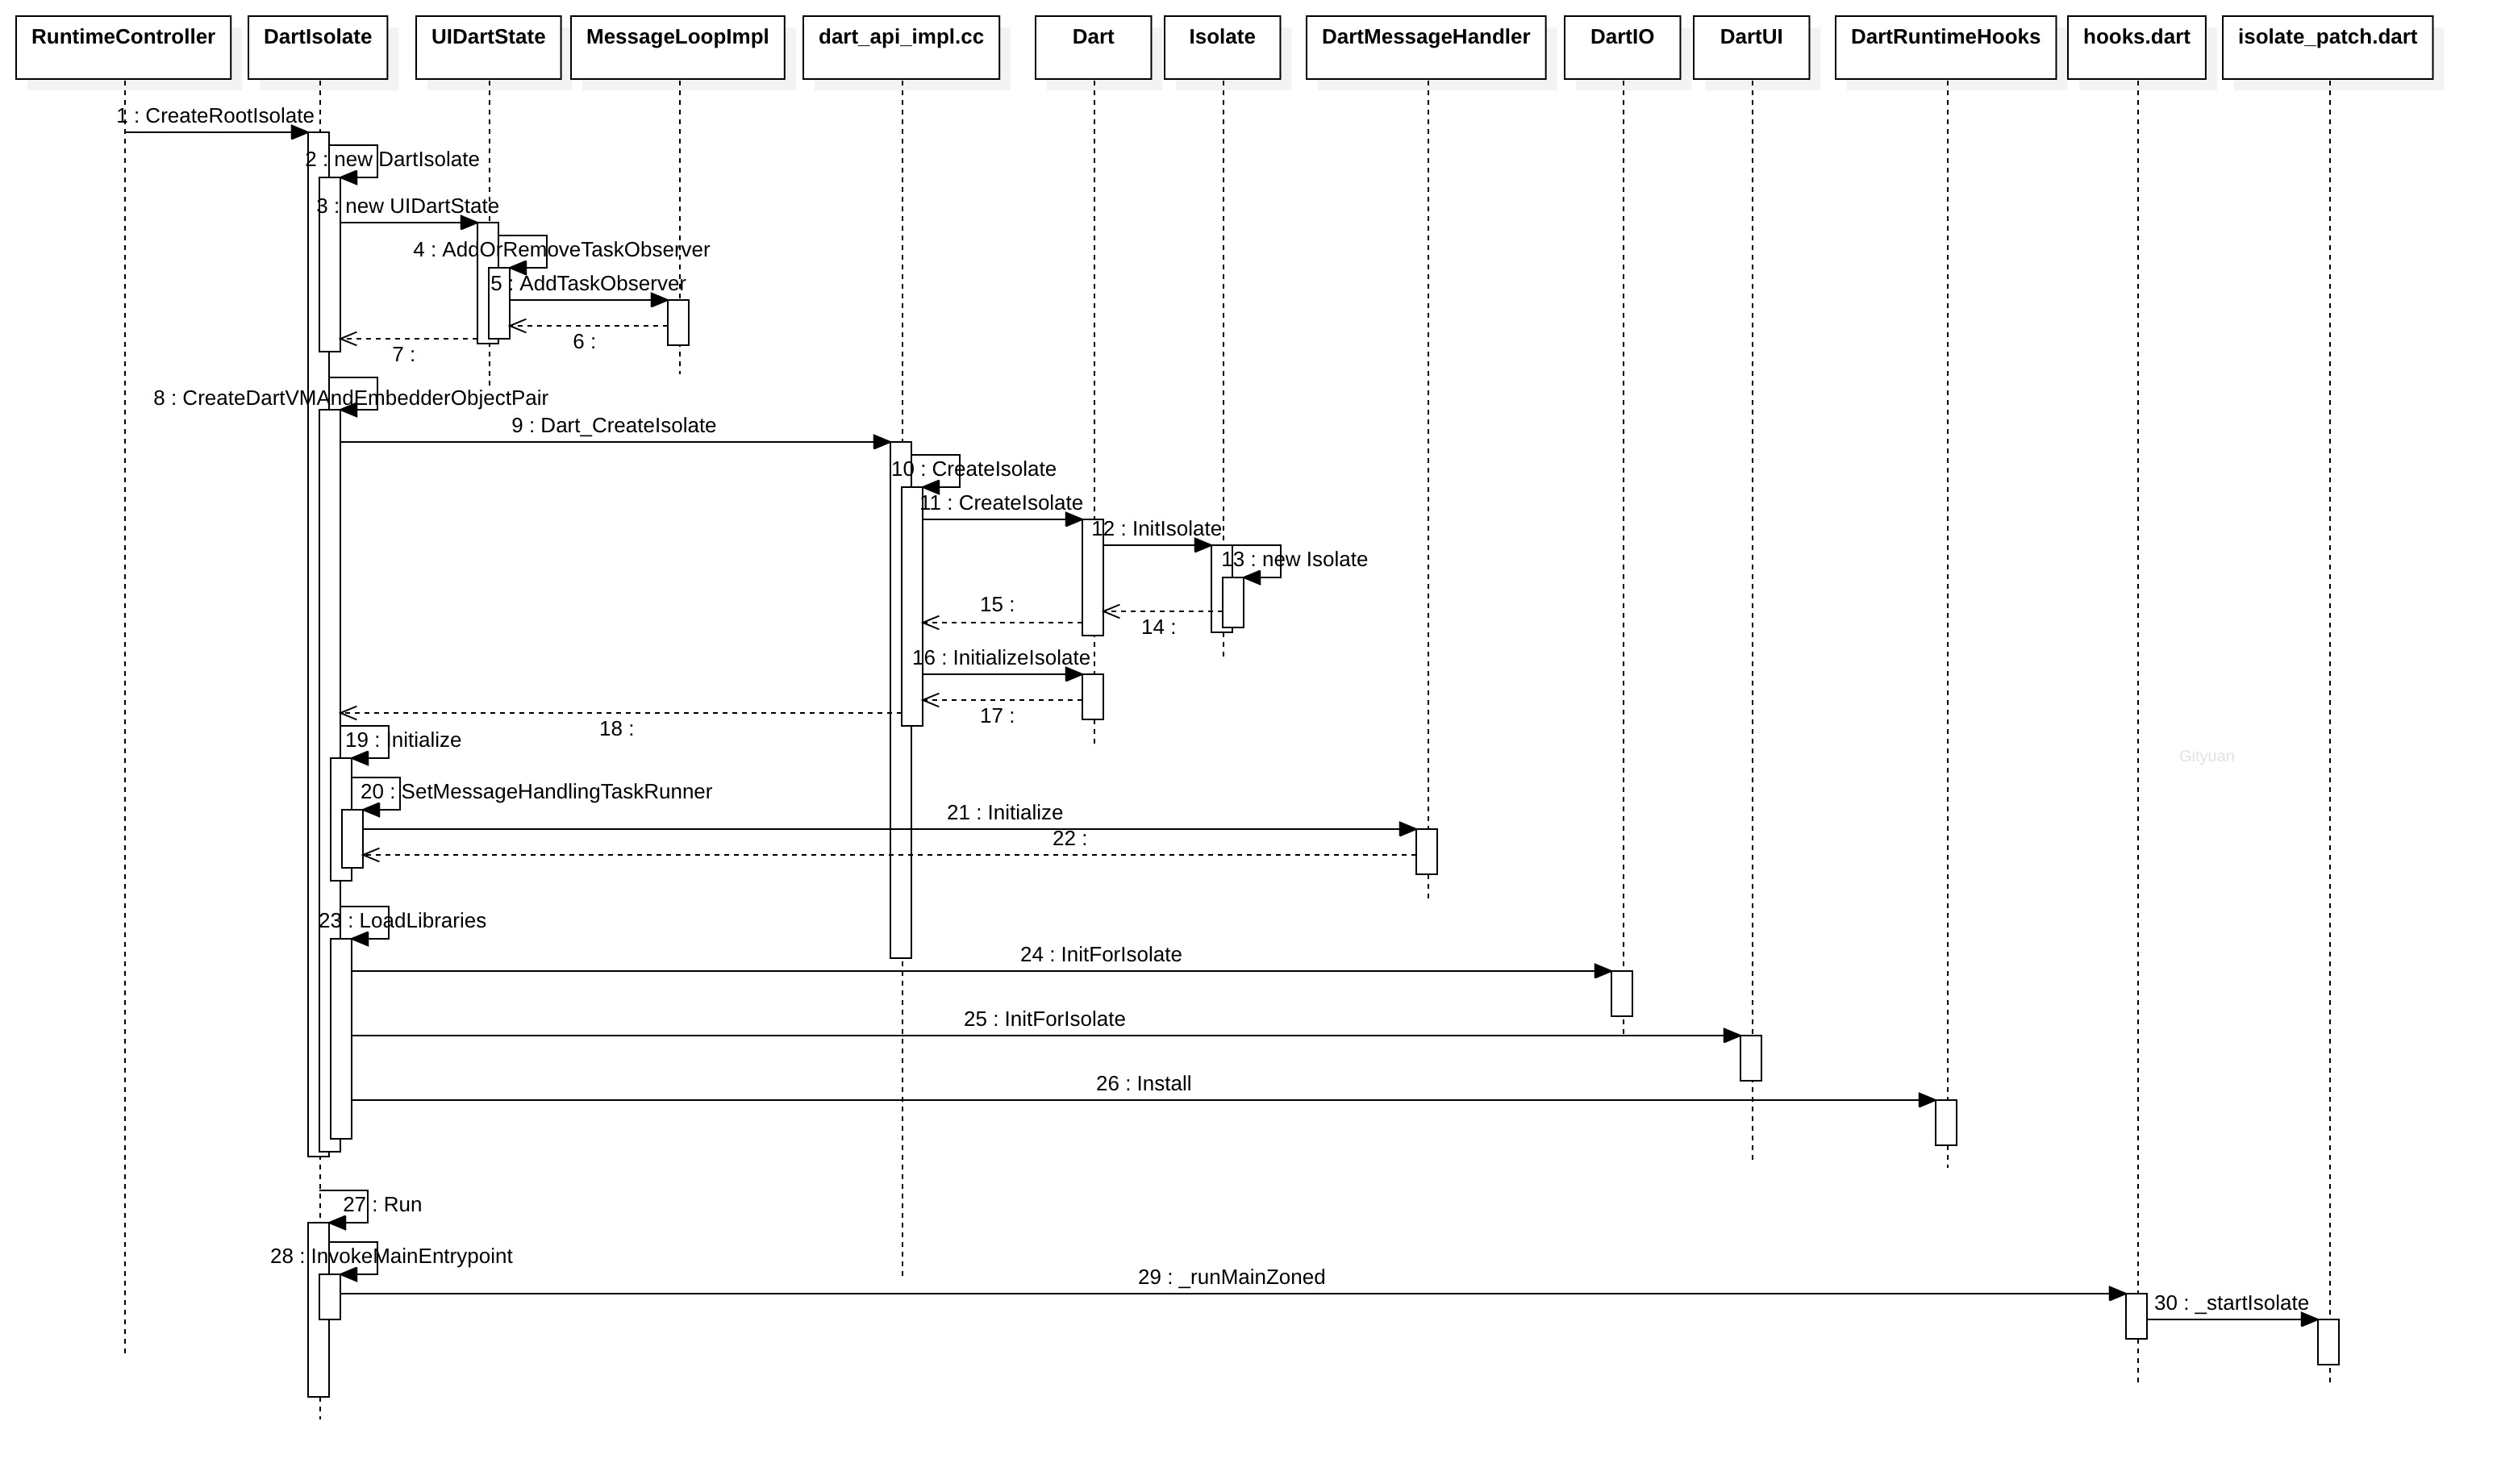 RuntimeController
DartIsolate
UIDartState
MessageLoopImpl
dart_api_impl.cc
Dart
Isolate
DartMessageHandler
DartIO
DartUI
DartRuntimeHooks
hooks.dart
isolate_patch.dart
1 : CreateRootIsolate
2 : new DartIsolate
3 : new UIDartState
4 : AddOrRemoveTaskObserver
5 : AddTaskObserver
6 :
7 :
8 : CreateDartVMAndEmbedderObjectPair
9 : Dart_CreateIsolate
10 : CreateIsolate
11 : CreateIsolate
12 : InitIsolate
13 : new Isolate
14 :
15 :
16 : InitializeIsolate
17 :
18 :
19 : Initialize
Gityuan
20 : SetMessageHandlingTaskRunner
21 : Initialize
22 :
23 : LoadLibraries
24 : InitForIsolate
25 : InitForIsolate
26 : Install
27 : Run
28 : InvokeMainEntrypoint
29 : _runMainZoned
30 : _startIsolate